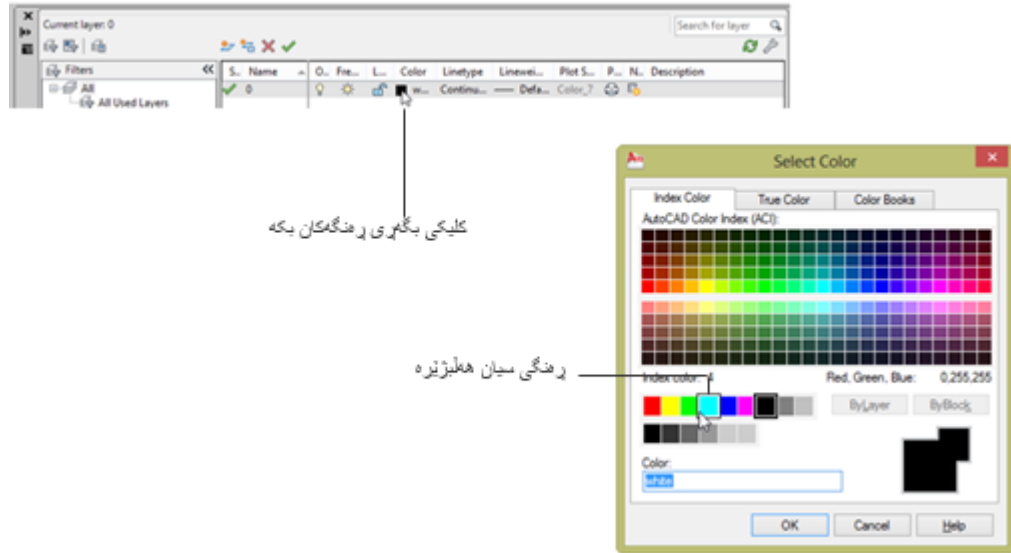 Current layer: 0
Search for layer
Filters
S.. Name O.. Fre... L... Color Linetype Linewei... Plot S... P... N.. Description
All
0 w... Continu... Defa... Color_7
All Used Layers
Select Color
کلیکی بگەڕی ڕەنگەکان بکە
Index Color True Color Color Books
AutoCAD Color Index (ACI):
ڕەنگی سیان هەڵبژێرە
Index color: 4 Red, Green, Blue: 0,255,255
ByLayer ByBlock
Color:
white
OK Cancel Help